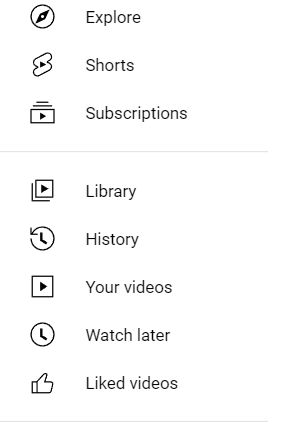 Explore
Shorts
Subscriptions
Library
History
Your videos
Watch later
Liked videos